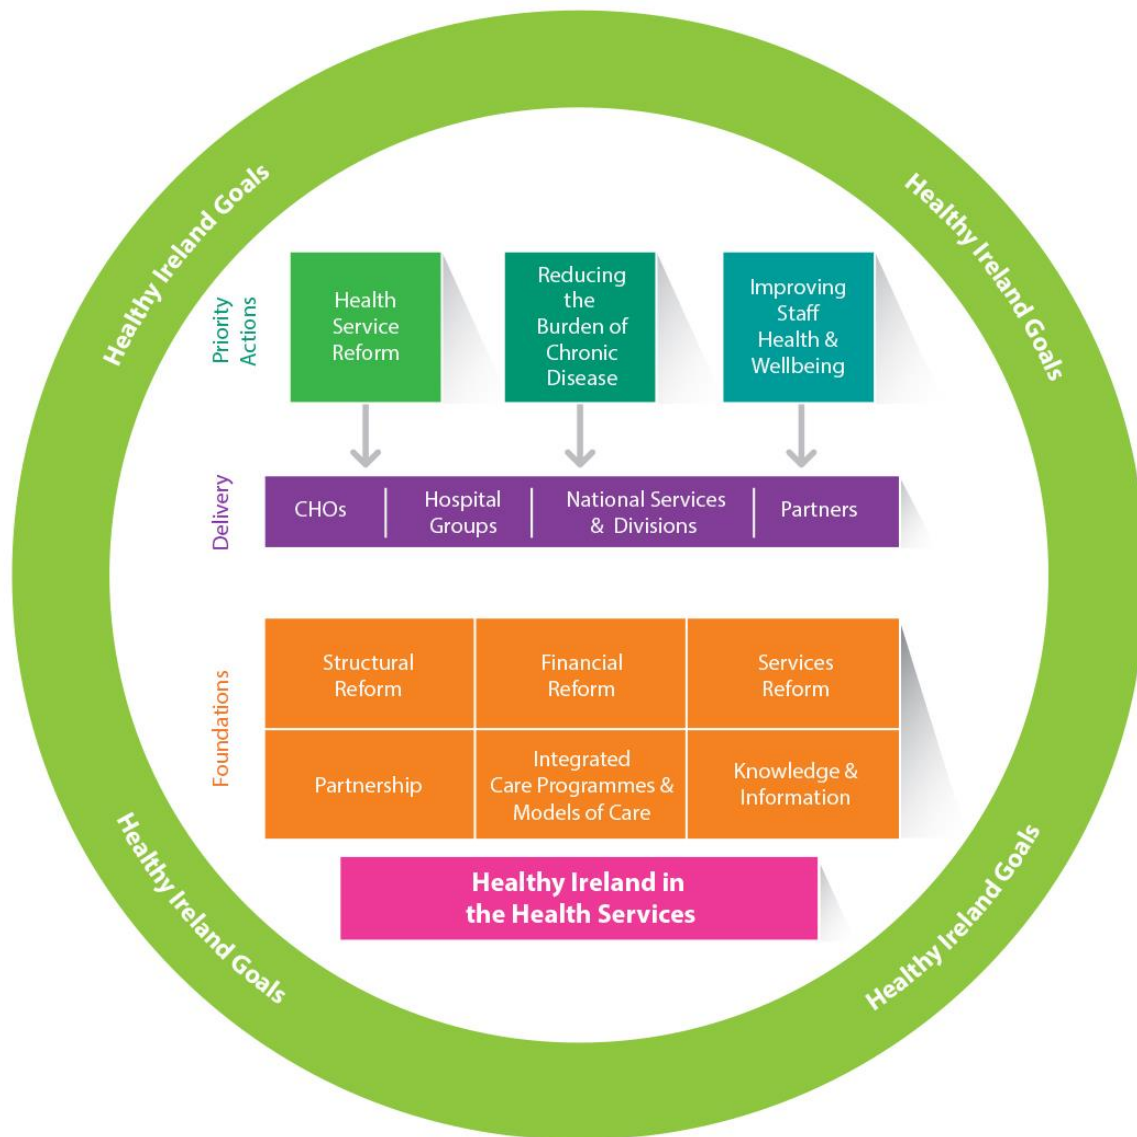 Healthy Ireland Goals
Healthy Ireland Goals
Priority
Actions
Health
Service
Reform
Reducing
the
Burden of
Chronic
Disease
Improving
Staff
Health &
Wellbeing
Delivery
CHOs
Hospital
Groups
National Services
& Divisions
Partners
Foundations
Structural
Reform
Financial
Reform
Services
Reform
Partnership
Integrated
Care Programmes &
Models of Care
Knowledge &
Information
Healthy Ireland in
the Health Services
Healthy Ireland Goals
Healthy Ireland Goals